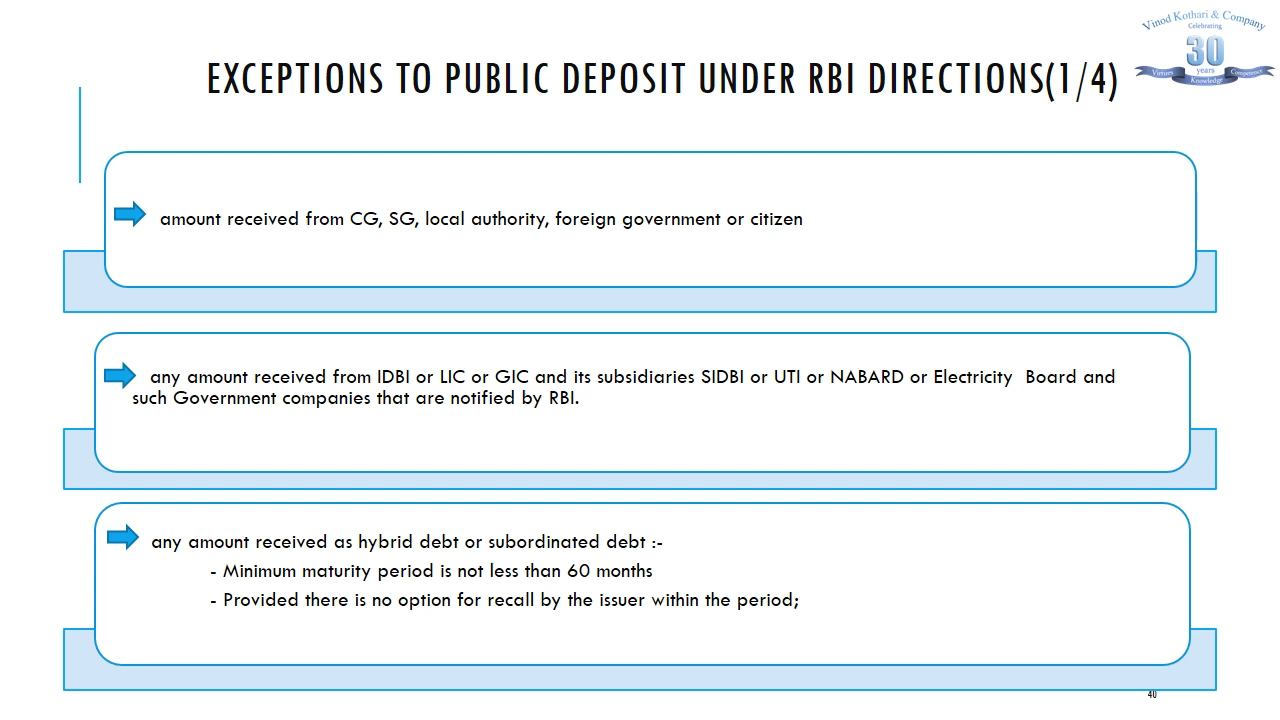 Vinod Kothari & Company
Celebrating
30
years
Virtues Knowledge Competence
EXCEPTIONS TO PUBLIC DEPOSIT UNDER RBI DIRECTIONS(1/4)
amount received from CG, SG, local authority, foreign government or citizen
any amount received from IDBI or LIC or GIC and its subsidiaries SIDBI or UTI or NABARD or Electricity Board and
such Government companies that are notified by RBI.
any amount received as hybrid debt or subordinated debt :-
- Minimum maturity period is not less than 60 months
- Provided there is no option for recall by the issuer within the period;
40